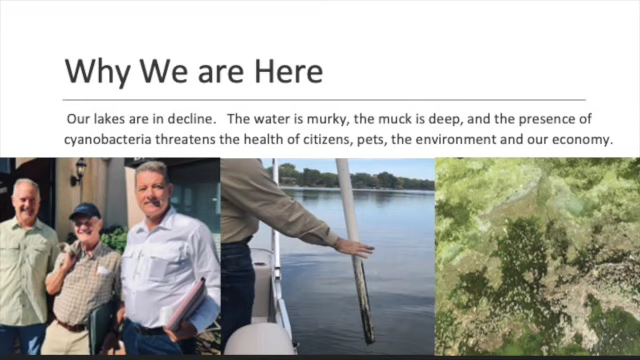 Why We are Here
Our lakes are in decline.   The water is murky, the muck is deep, and the presence of
cyanobacteria threatens the health of citizens, pets, the environment and our economy.